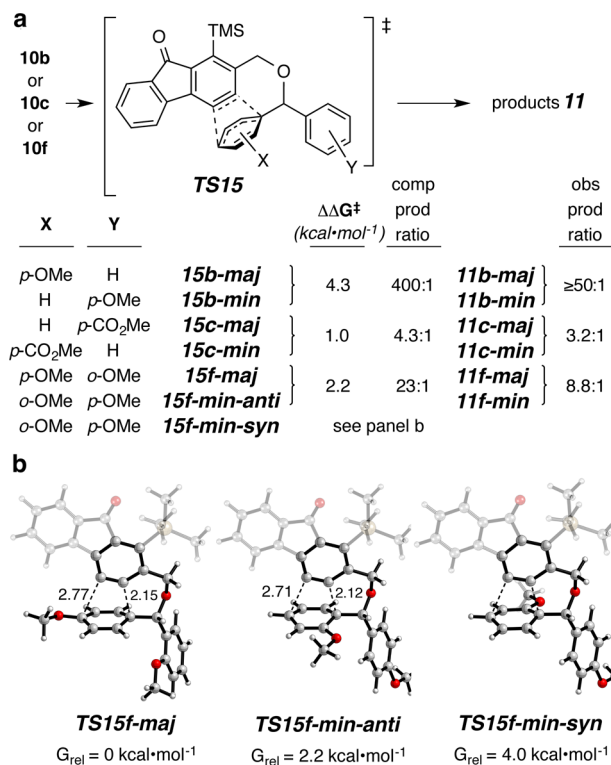 a
TMS
‡
O
O
10b
or
10c
or
10f
X
Y
TS15
products 11
X Y ΔΔG‡ (kcal•mol⁻¹) comp prod ratio obs prod ratio
p-OMe H 15b-maj 11b-maj
4.3 400:1 ≥50:1
H p-OMe 15b-min 11b-min
H p-CO₂Me 15c-maj 11c-maj
1.0 4.3:1 3.2:1
p-CO₂Me H 15c-min 11c-min
p-OMe o-OMe 15f-maj 11f-maj
2.2 23:1 8.8:1
o-OMe p-OMe 15f-min-anti 11f-min
o-OMe p-OMe 15f-min-syn see panel b
b
2.77 2.15 2.71 2.12
TS15f-maj TS15f-min-anti TS15f-min-syn
Grel = 0 kcal•mol⁻¹ Grel = 2.2 kcal•mol⁻¹ Grel = 4.0 kcal•mol⁻¹